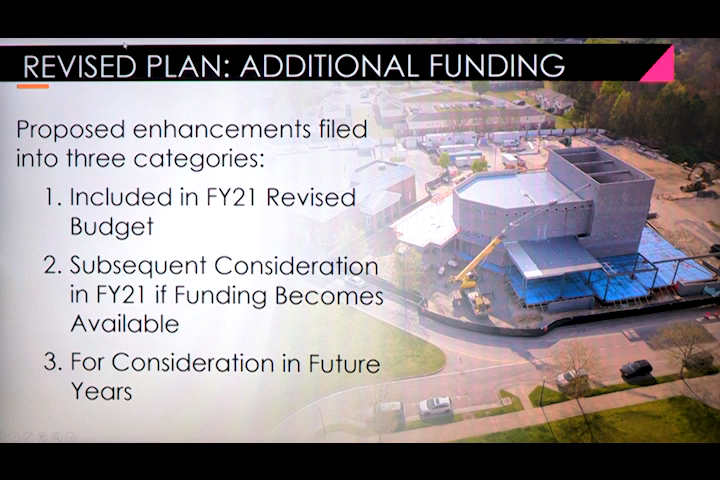 REVISED PLAN: ADDITIONAL FUNDING
Proposed enhancements filed
into three categories:
1. Included in FY21 Revised
Budget
2. Subsequent Consideration
in FY21 if Funding Becomes
Available
3. For Consideration in Future
Years